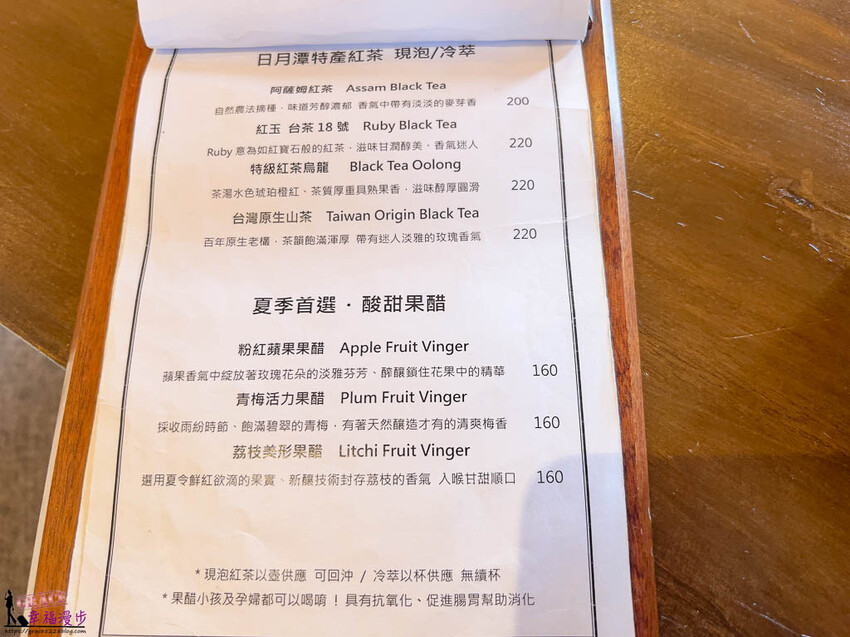 日月潭特產紅茶 現泡/冷萃
阿薩姆紅茶 Assam Black Tea
自然農法摘種，味道芳醇濃郁 香氣中帶有淡淡的麥芽香 200
紅玉 台茶 18 號 Ruby Black Tea
Ruby 意為如紅寶石般的紅茶，滋味甘潤醇美、香氣迷人 220
特級紅茶烏龍 Black Tea Oolong
茶湯水色琥珀橙紅、茶質厚重具熟果香，滋味醇厚圓滑 220
台灣原生山茶 Taiwan Origin Black Tea
百年原生老欉，茶韻飽滿渾厚 帶有迷人淡雅的玫瑰香氣 220
夏季首選．酸甜果醋
粉紅蘋果果醋 Apple Fruit Vinger
蘋果香氣中綻放著玫瑰花朵的淡雅芬芳、醉釀鎖住花果中的精華 160
青梅活力果醋 Plum Fruit Vinger
採收雨紛時節、飽滿碧翠的青梅，有著天然釀造才有的清爽梅香 160
荔枝美形果醋 Litchi Fruit Vinger
選用夏令鮮紅欲滴的果實、新釀技術封存荔枝的香氣 入喉甘甜順口 160
*現泡紅茶以壺供應 可回沖 / 冷萃以杯供應 無續杯
*果醋小孩及孕婦都可以喝唷！具有抗氧化、促進腸胃幫助消化
幸福漫步